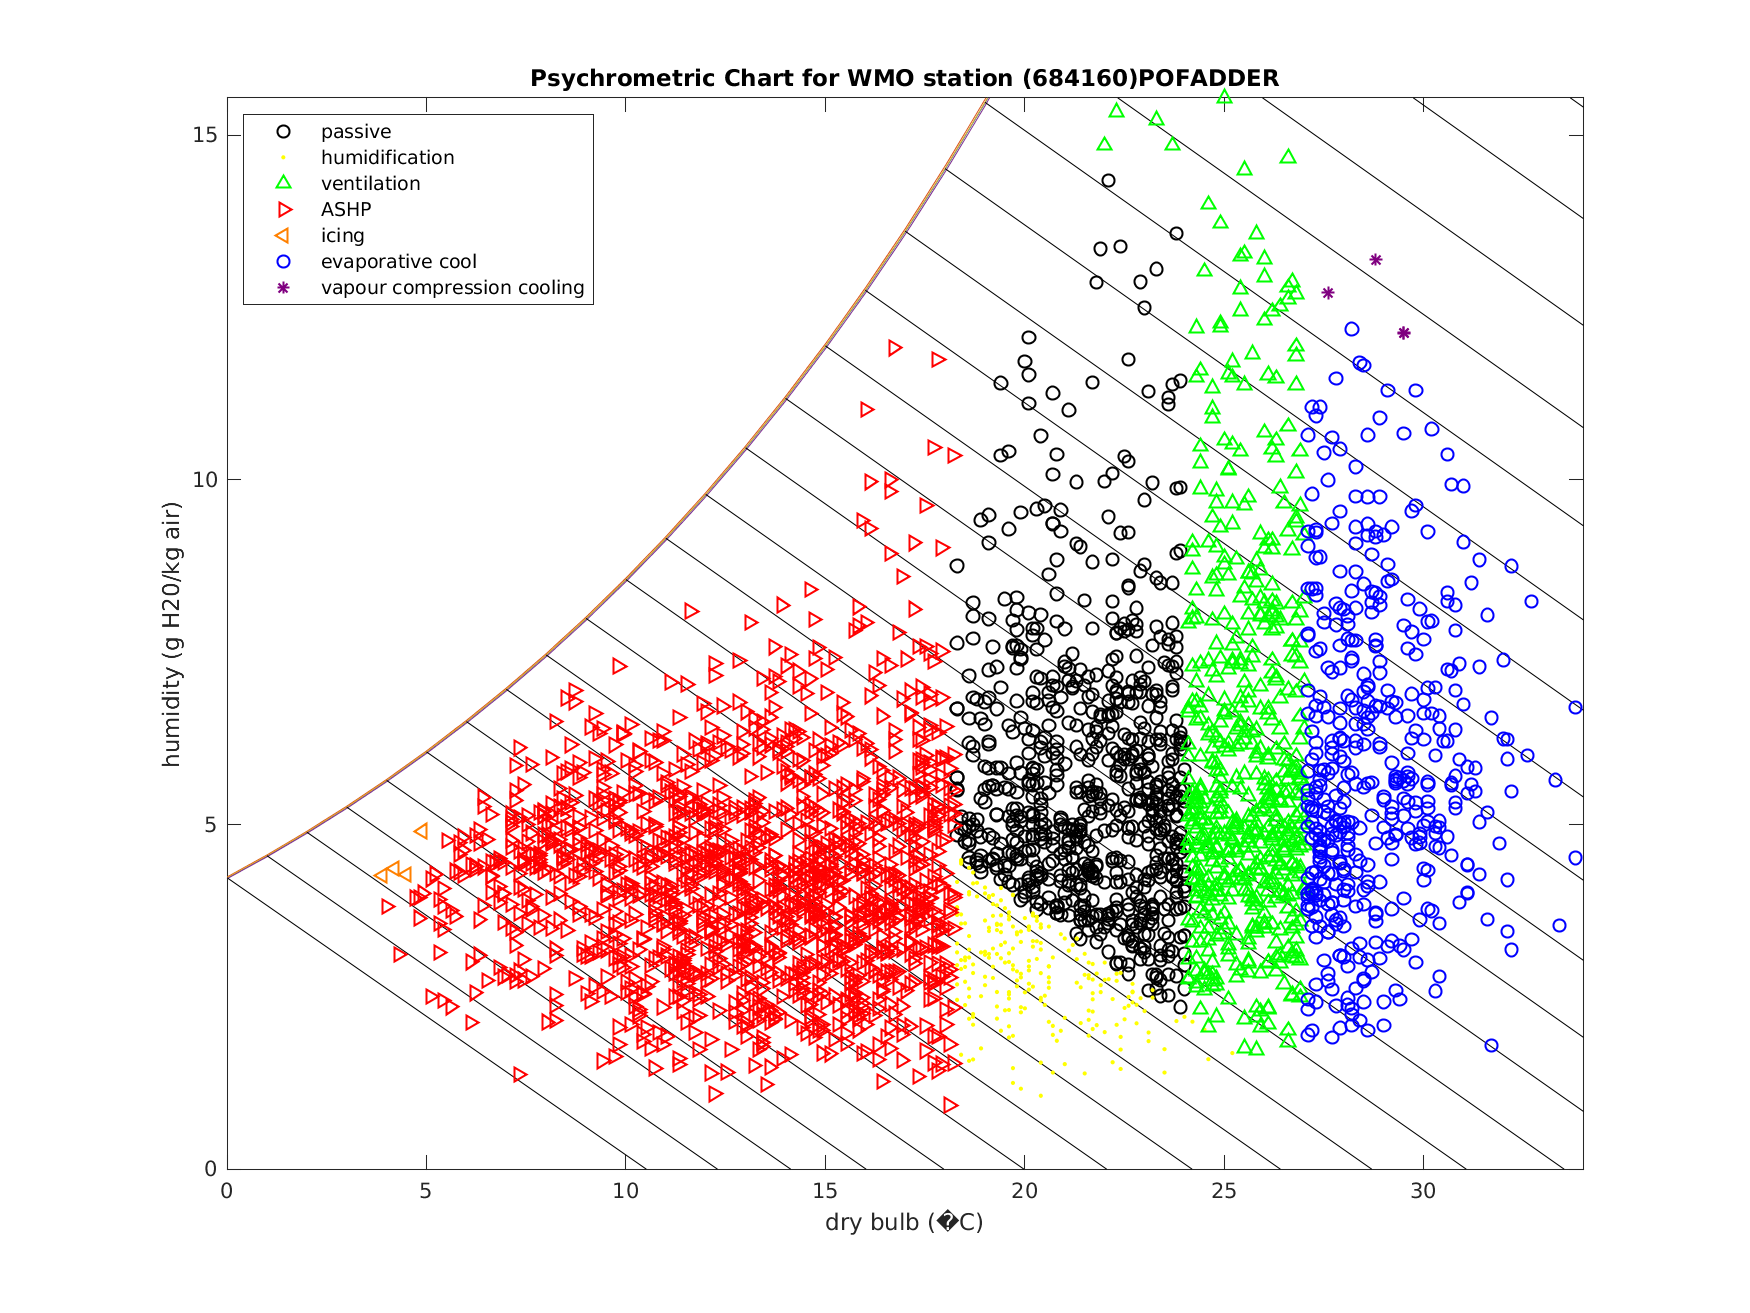 Psychrometric Chart for WMO station (684160)POFADDER
passive
humidification
ventilation
ASHP
icing
evaporative cool
vapour compression cooling
15
10
5
0
humidity (g H20/kg air)
0 5 10 15 20 25 30
dry bulb (�C)